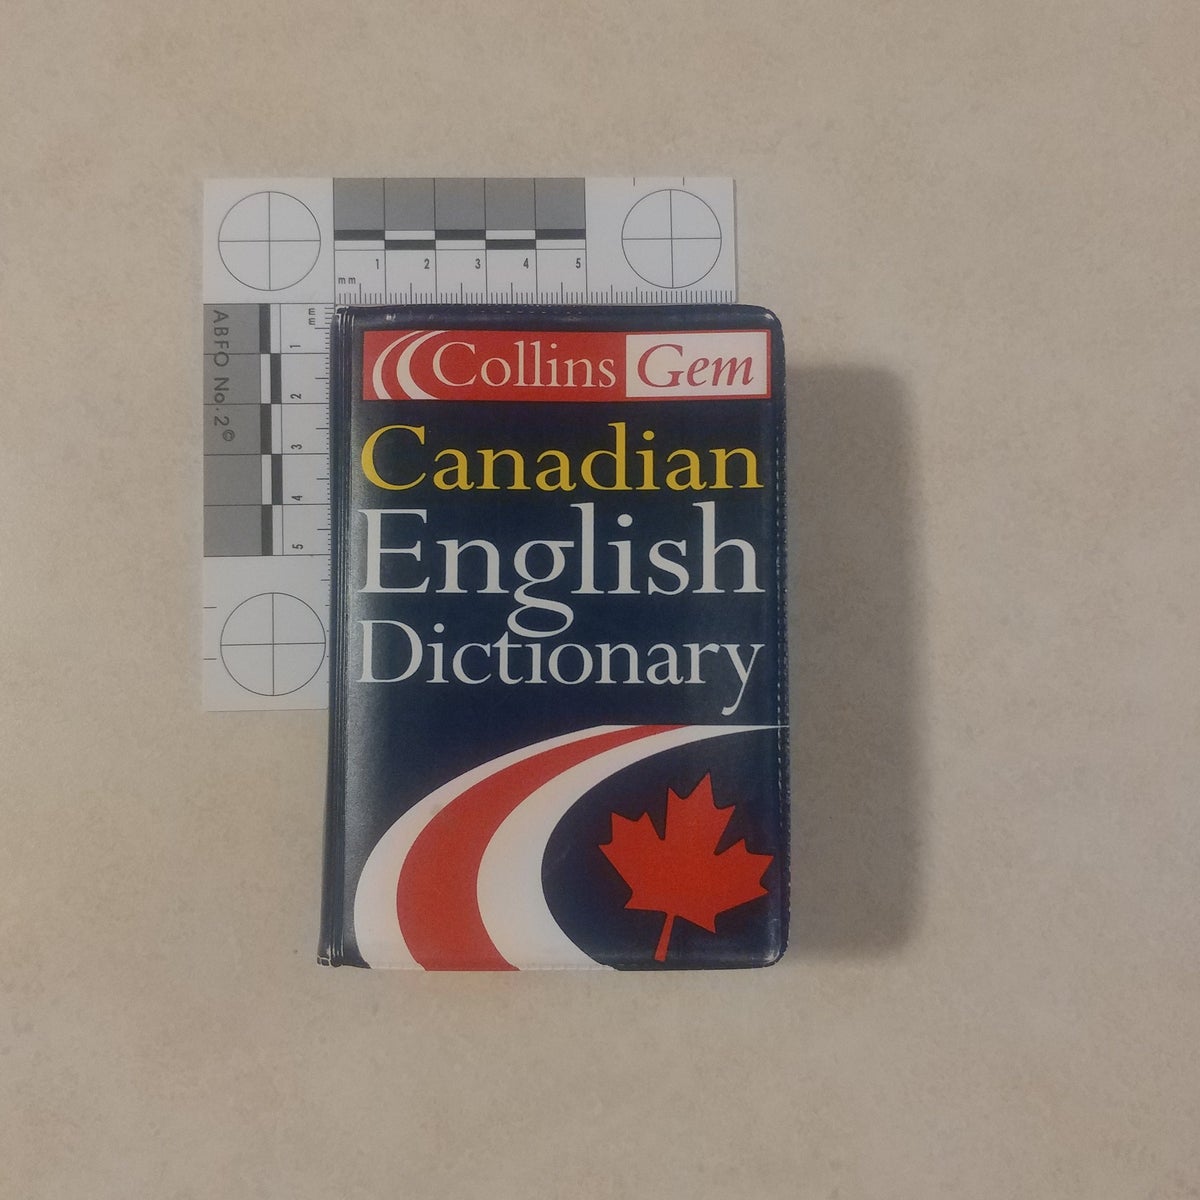 1 2 3 4 5
mm
ABFO No. 2©
mm
1
2
3
4
5
Collins Gem
Canadian
English
Dictionary